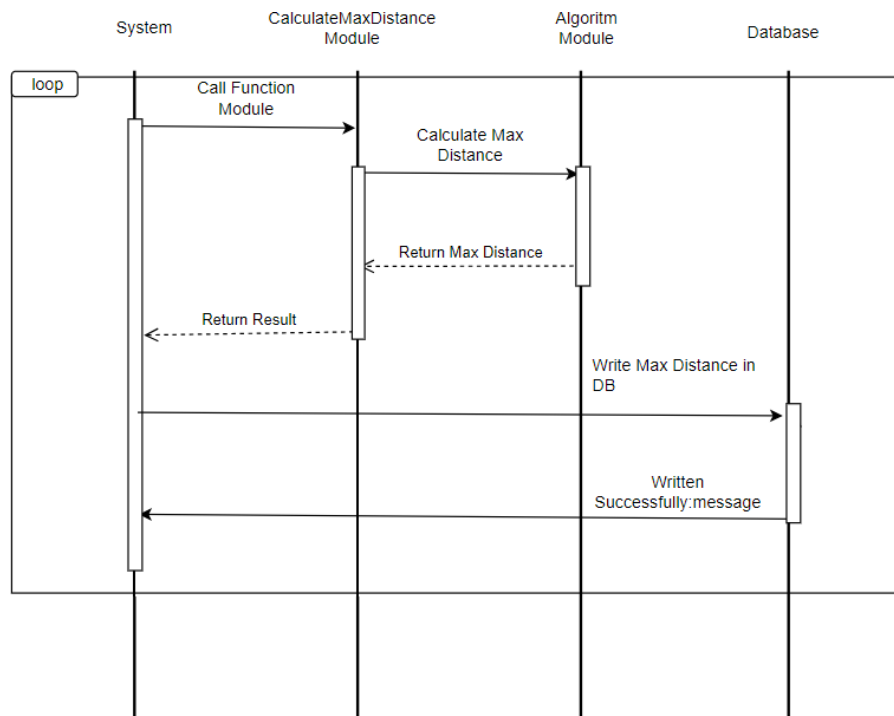 System
CalculateMaxDistance
Module
Algoritm
Module
Database
loop
Call Function
Module
Calculate Max
Distance
Return Max Distance
Return Result
Write Max Distance in
DB
Written
Successfully:message